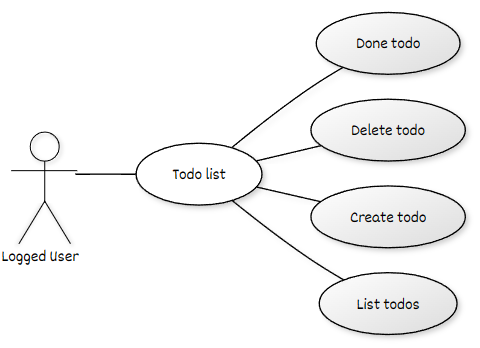 Done todo
Delete todo
Todo list
Create todo
Logged User
List todos